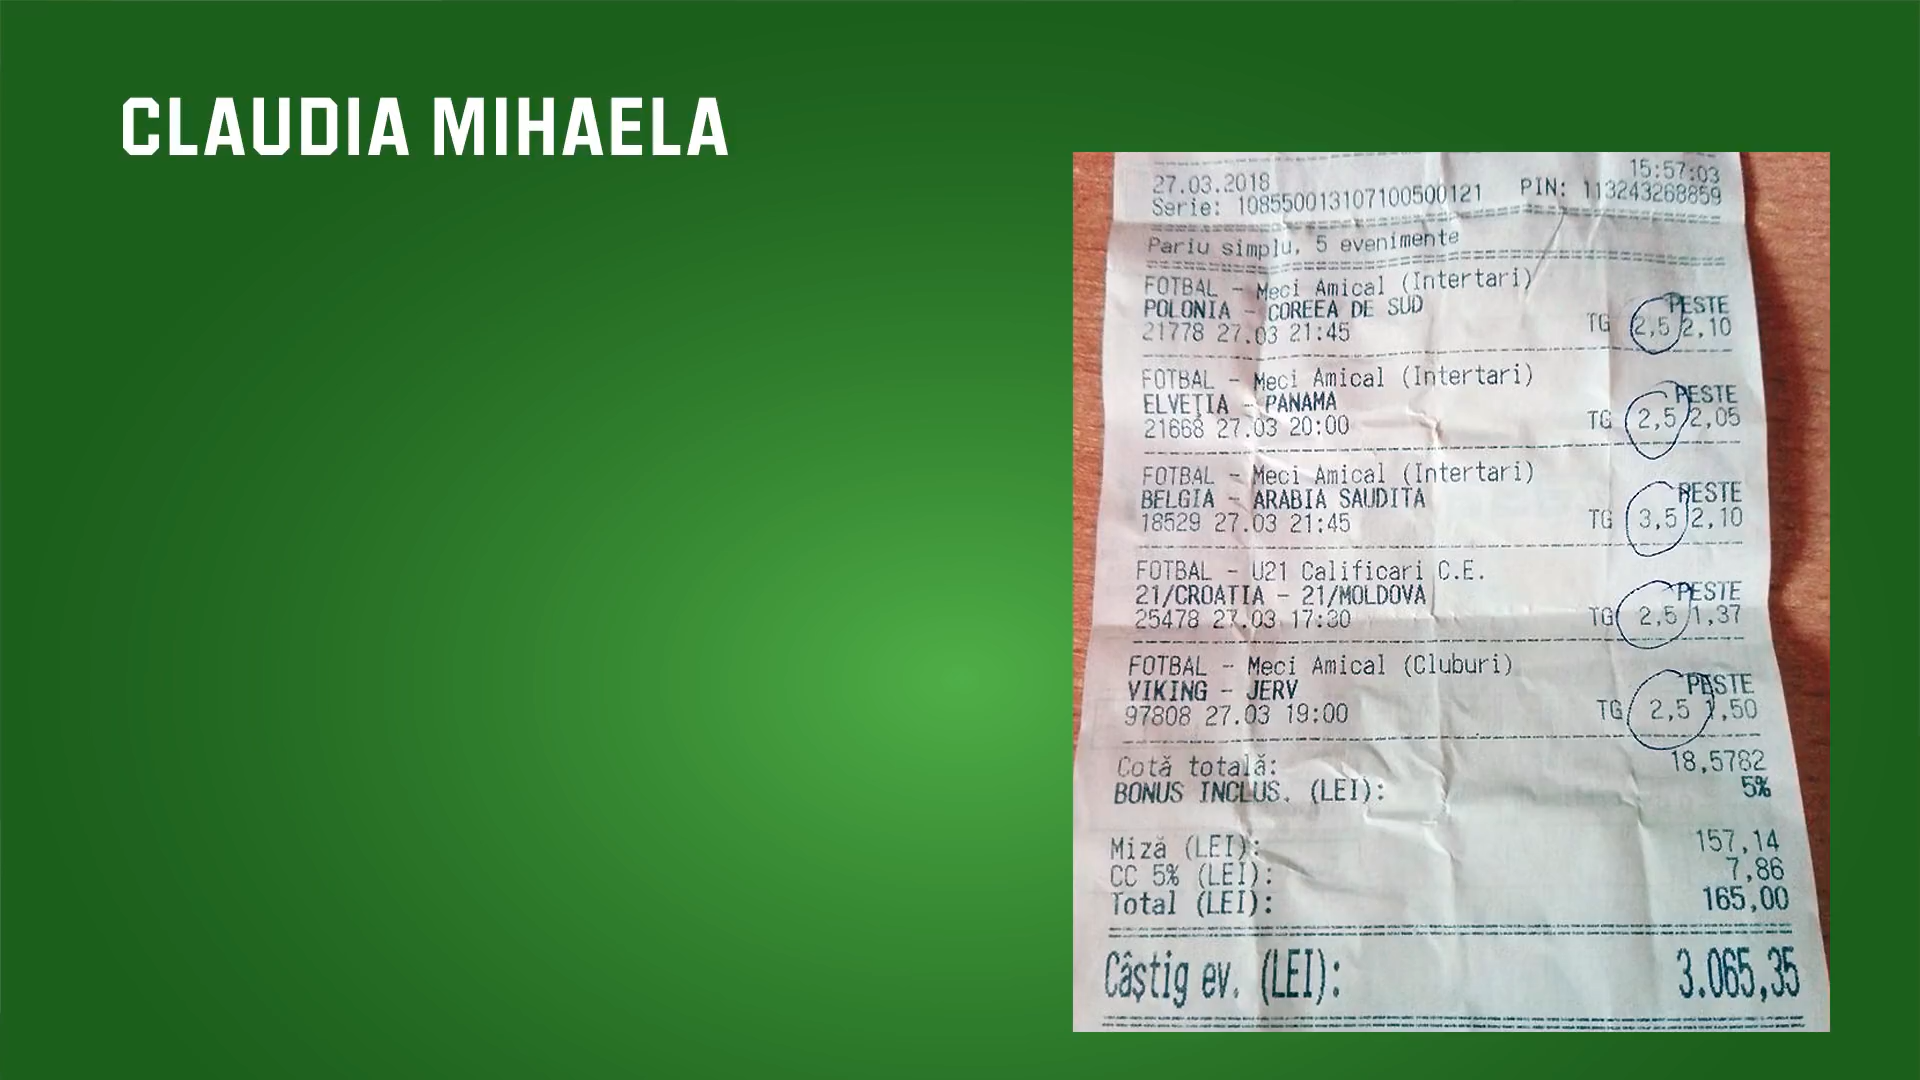 CLAUDIA MIHAELA
27.03.2018 15:57:03
Serie: 108550013107100500121 PIN: 113243268859
Pariu simplu, 5 evenimente
FOTBAL - Meci Amical (Intertari)
POLONIA - COREEA DE SUD PESTE
21778 27.03 21:45 TG 2,5 2,10
FOTBAL - Meci Amical (Intertari)
ELVEŢIA - PANAMA PESTE
21668 27.03 20:00 TG 2,5 2,05
FOTBAL - Meci Amical (Intertari)
BELGIA - ARABIA SAUDITA PESTE
18529 27.03 21:45 TG 3,5 2,10
FOTBAL - U21 Calificari C.E.
21/CROATIA - 21/MOLDOVA PESTE
25478 27.03 17:30 TG 2,5 1,37
FOTBAL - Meci Amical (Cluburi)
VIKING - JERV PESTE
97808 27.03 19:00 TG 2,5 1,50
Cotă totală: 18,5782
BONUS INCLUS. (LEI): 5%
Miză (LEI): 157,14
CC 5% (LEI): 7,86
Total (LEI): 165,00
Câştig ev. (LEI): 3.065,35